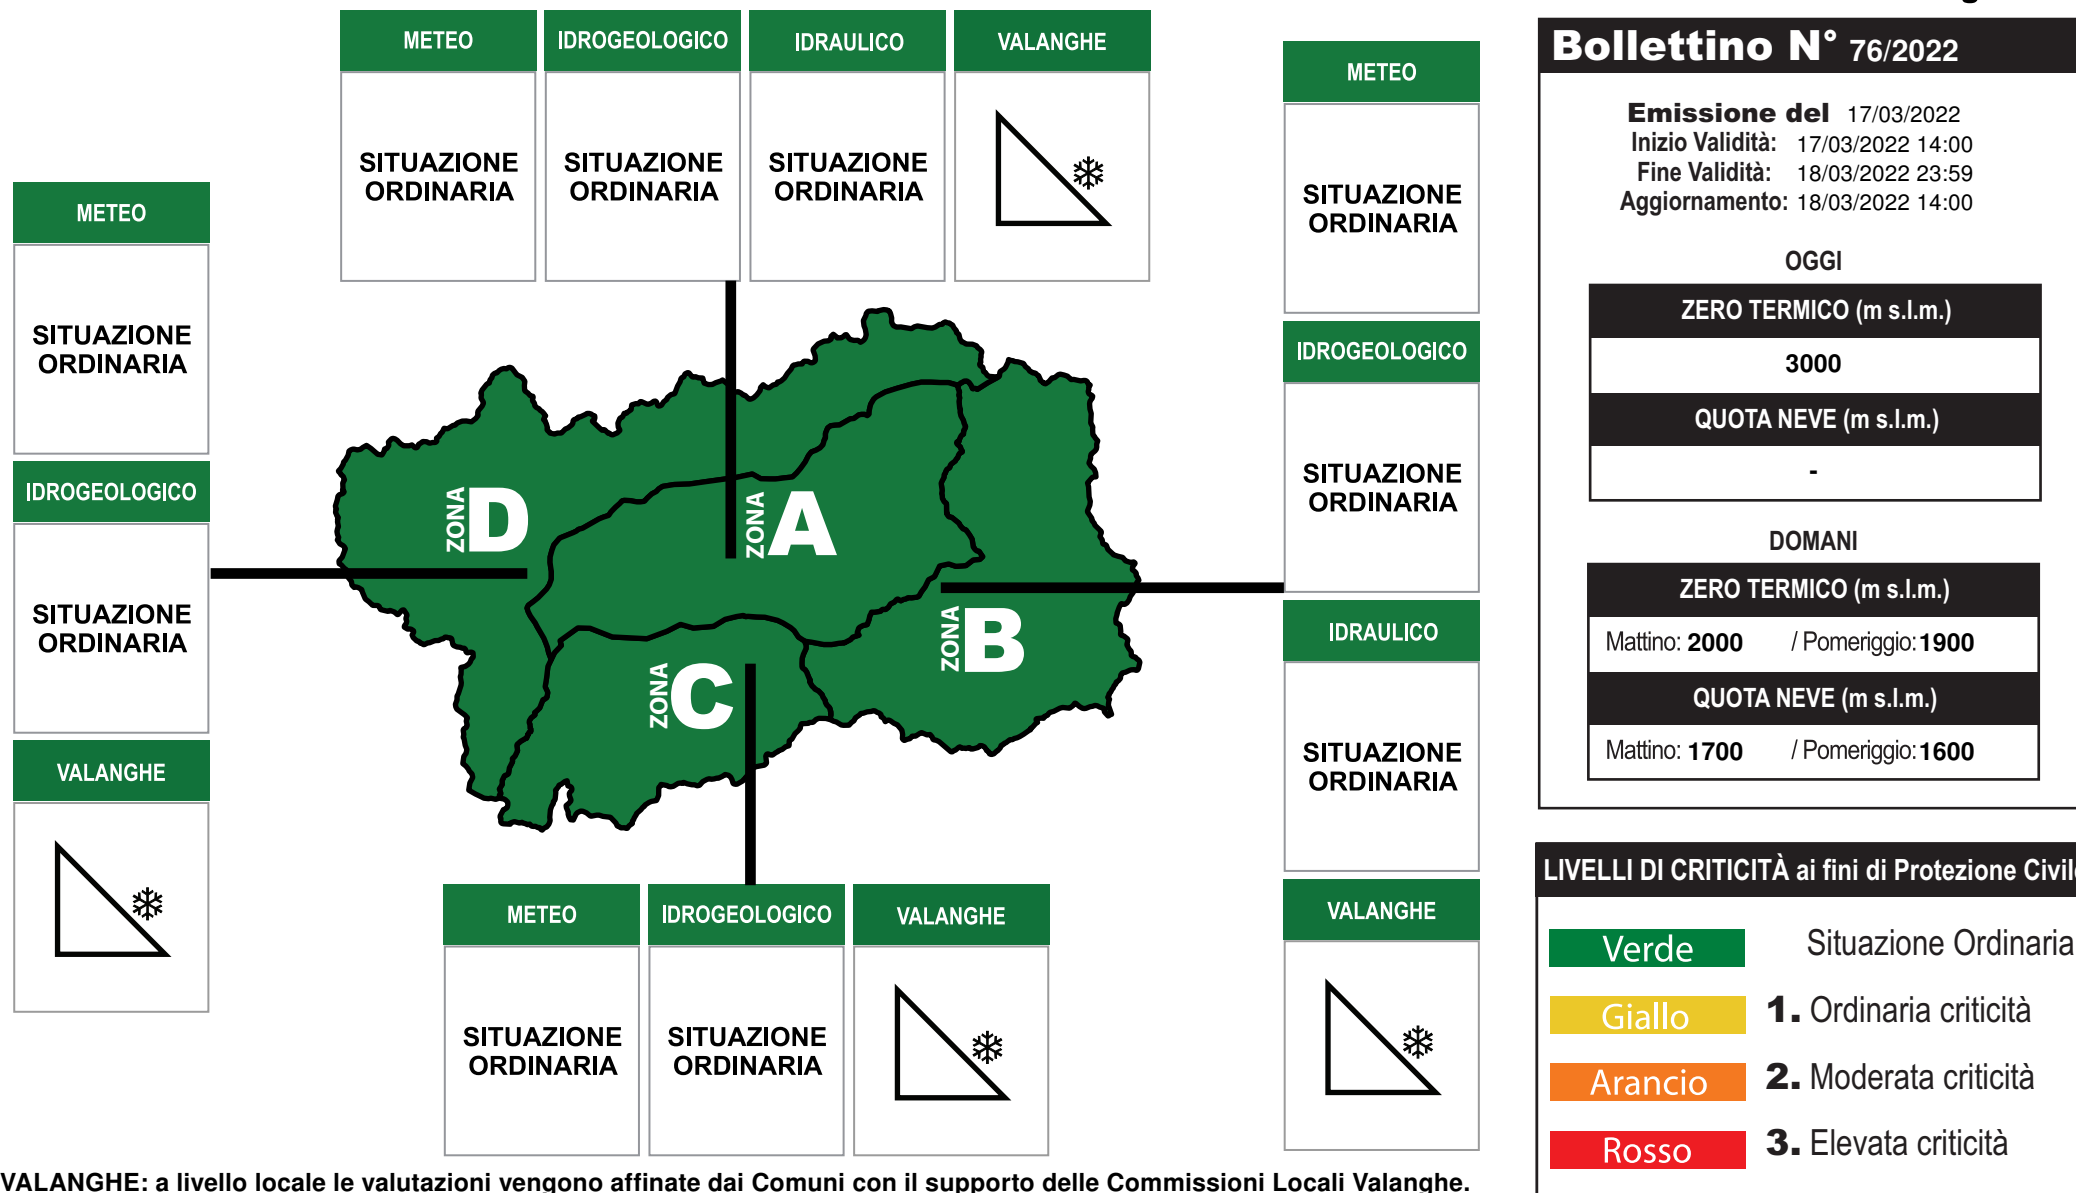 METEO
IDROGEOLOGICO
IDRAULICO
VALANGHE
SITUAZIONE
ORDINARIA
SITUAZIONE
ORDINARIA
SITUAZIONE
ORDINARIA
METEO
SITUAZIONE
ORDINARIA
IDROGEOLOGICO
SITUAZIONE
ORDINARIA
VALANGHE
METEO
SITUAZIONE
ORDINARIA
IDROGEOLOGICO
SITUAZIONE
ORDINARIA
IDRAULICO
SITUAZIONE
ORDINARIA
VALANGHE
ZONA D
ZONA A
ZONA B
ZONA C
METEO
IDROGEOLOGICO
VALANGHE
SITUAZIONE
ORDINARIA
SITUAZIONE
ORDINARIA
VALANGHE: a livello locale le valutazioni vengono affinate dai Comuni con il supporto delle Commissioni Locali Valanghe.
Bollettino N° 76/2022
Emissione del 17/03/2022
Inizio Validità: 17/03/2022 14:00
Fine Validità: 18/03/2022 23:59
Aggiornamento: 18/03/2022 14:00
OGGI
ZERO TERMICO (m s.l.m.)
3000
QUOTA NEVE (m s.l.m.)
-
DOMANI
ZERO TERMICO (m s.l.m.)
Mattino: 2000 / Pomeriggio: 1900
QUOTA NEVE (m s.l.m.)
Mattino: 1700 / Pomeriggio: 1600
LIVELLI DI CRITICITÀ ai fini di Protezione Civile
Verde Situazione Ordinaria
Giallo 1. Ordinaria criticità
Arancio 2. Moderata criticità
Rosso 3. Elevata criticità